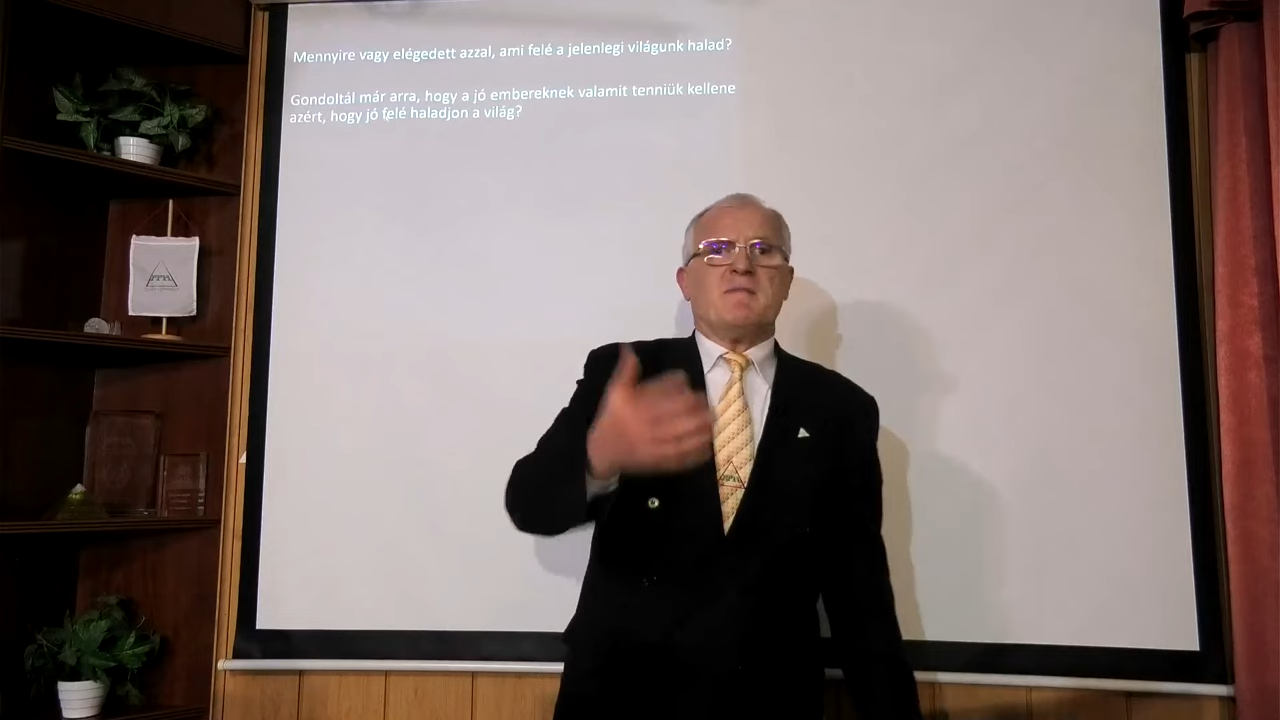 Mennyire vagy elégedett azzal, ami felé a jelenlegi világunk halad?
Gondoltál már arra, hogy a jó embereknek valamit tenniük kellene
azért, hogy jó felé haladjon a világ?